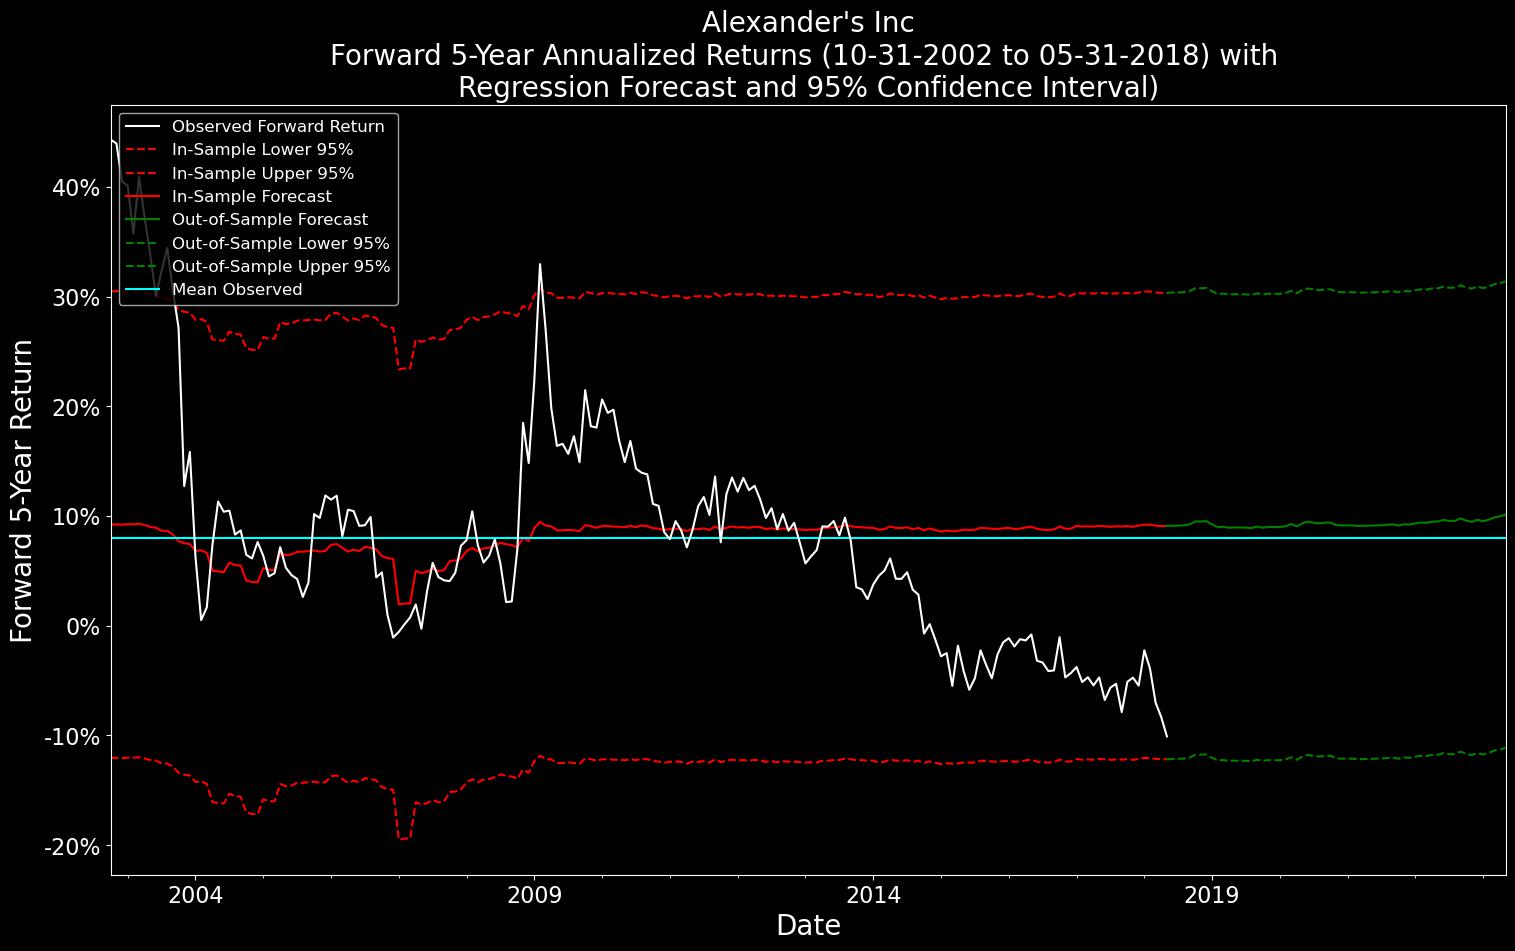 Alexander's Inc
Forward 5-Year Annualized Returns (10-31-2002 to 05-31-2018) with
Regression Forecast and 95% Confidence Interval)
Observed Forward Return
In-Sample Lower 95%
In-Sample Upper 95%
In-Sample Forecast
Out-of-Sample Forecast
Out-of-Sample Lower 95%
Out-of-Sample Upper 95%
Mean Observed
Forward 5-Year Return
40%
30%
20%
10%
0%
-10%
-20%
2004
2009
2014
2019
Date